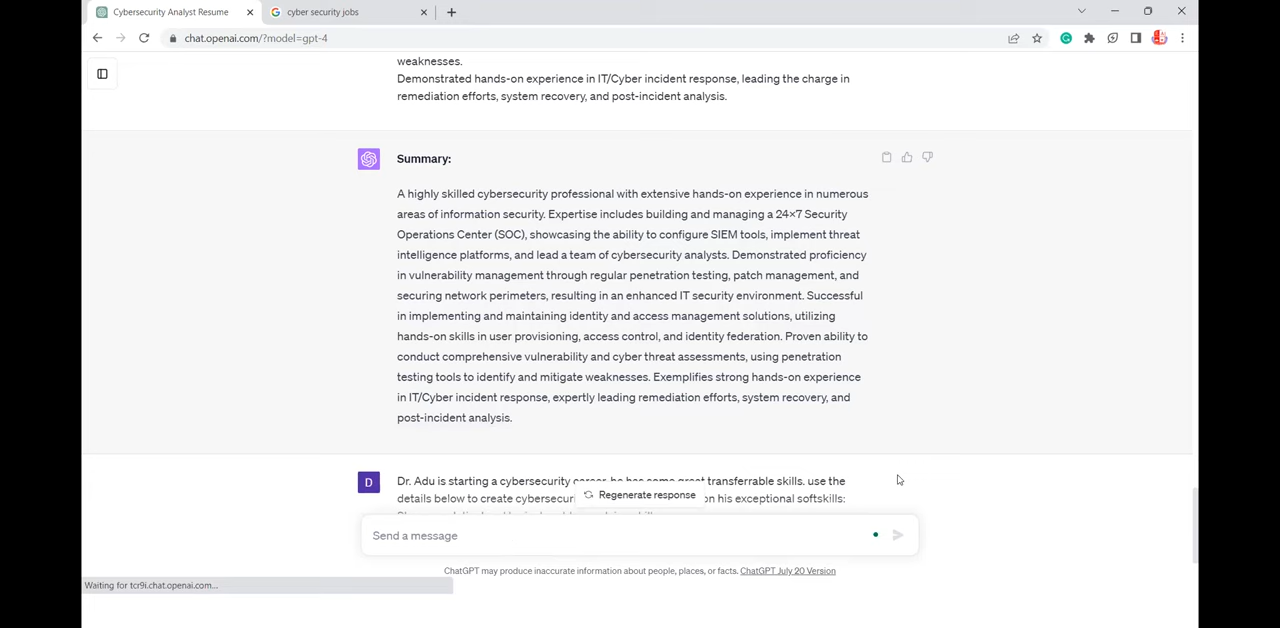 Cybersecurity Analyst Resume
cyber security jobs
chat.openai.com/?model=gpt-4
weaknesses.
Demonstrated hands-on experience in IT/Cyber incident response, leading the charge in
remediation efforts, system recovery, and post-incident analysis.
Summary:
A highly skilled cybersecurity professional with extensive hands-on experience in numerous
areas of information security. Expertise includes building and managing a 24×7 Security
Operations Center (SOC), showcasing the ability to configure SIEM tools, implement threat
intelligence platforms, and lead a team of cybersecurity analysts. Demonstrated proficiency
in vulnerability management through regular penetration testing, patch management, and
securing network perimeters, resulting in an enhanced IT security environment. Successful
in implementing and maintaining identity and access management solutions, utilizing
hands-on skills in user provisioning, access control, and identity federation. Proven ability to
conduct comprehensive vulnerability and cyber threat assessments, using penetration
testing tools to identify and mitigate weaknesses. Exemplifies strong hands-on experience
in IT/Cyber incident response, expertly leading remediation efforts, system recovery, and
post-incident analysis.
D
Dr. Adu is starting a cybersecurity career, he has some great transferrable skills. use the
details below to create cybersecuri on his exceptional softskills:
Regenerate response
Send a message
ChatGPT may produce inaccurate information about people, places, or facts. ChatGPT July 20 Version
Waiting for tcr9i.chat.openai.com...